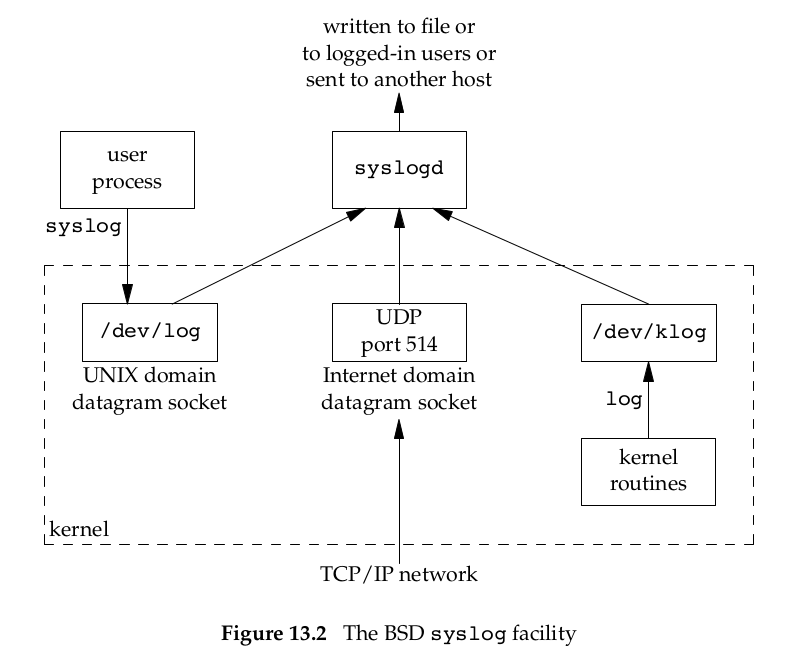 written to file or
to logged-in users or
sent to another host
user
process
syslogd
syslog
/dev/log
UNIX domain
datagram socket
UDP
port 514
Internet domain
datagram socket
/dev/klog
log
kernel
routines
kernel
TCP/IP network
Figure 13.2 The BSD syslog facility